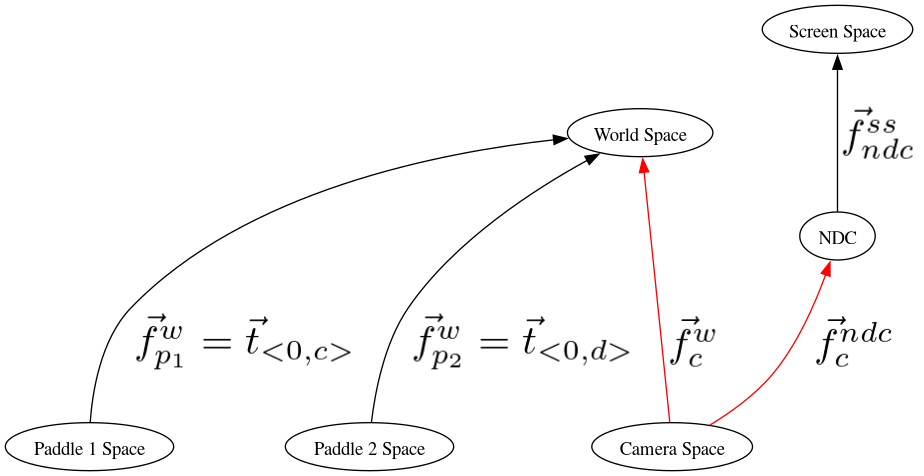 Screen Space
World Space
$\vec{f}_{ndc}^{ss}$
NDC
$\vec{f}_{p_1}^{w} = \vec{t}_{<0,c>}$
$\vec{f}_{p_2}^{w} = \vec{t}_{<0,d>}$
$\vec{f}_{c}^{w}$
$\vec{f}_{c}^{ndc}$
Paddle 1 Space
Paddle 2 Space
Camera Space